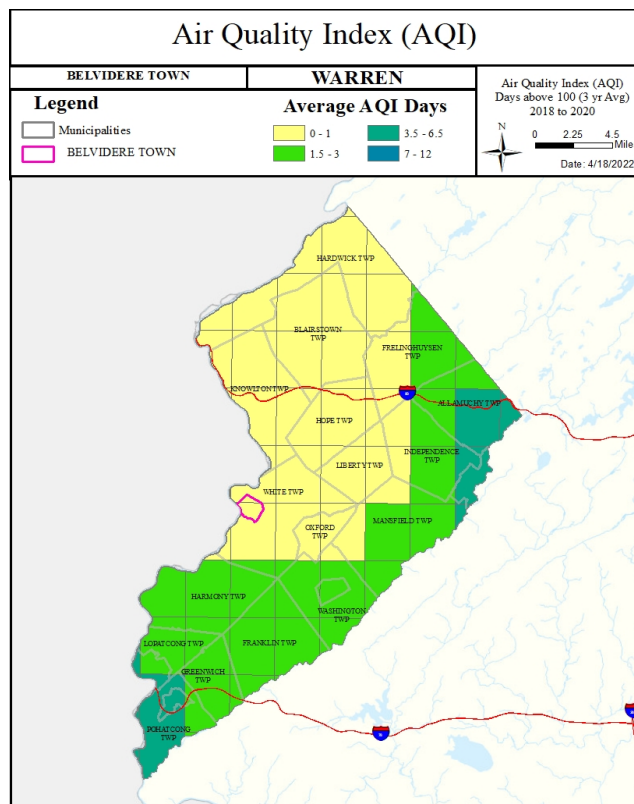 Air Quality Index (AQI)
BELVIDERE TOWN
WARREN
Legend
Municipalities
BELVIDERE TOWN
Average AQI Days
0 - 1
1.5 - 3
3.5 - 6.5
7 - 12
Air Quality Index (AQI)
Days above 100 (3 yr Avg)
2018 to 2020
0 2.25 4.5
Mile
Date: 4/18/2022
HARDWICK TWP
BLAIRSTOWN
TWP
FRELINGHUYSEN
TWP
KNOWLTON TWP
ALLAMUCHY TWP
HOPE TWP
INDEPENDENCE
TWP
LIBERTY TWP
WHITE TWP
MANSFIELD TWP
OXFORD
TWP
HARMONY TWP
WASHINGTON
TWP
LOPATCONG TWP
FRANKLIN TWP
GREENWICH
TWP
POHATCONG
TWP